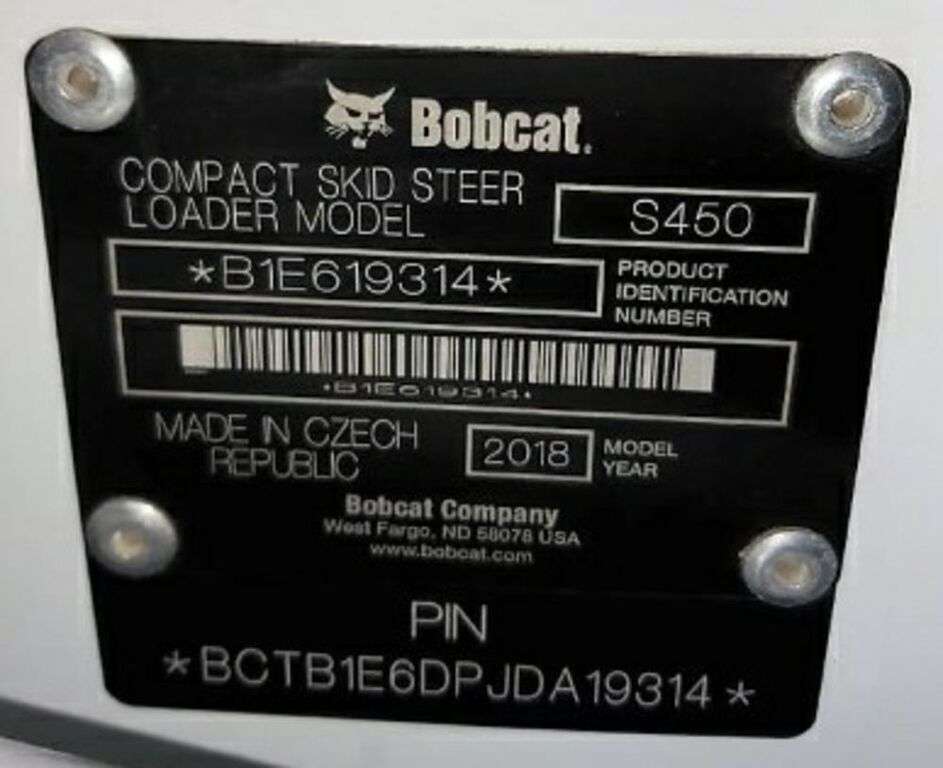 Bobcat.
COMPACT SKID STEER
LOADER MODEL
S450
*B1E619314*
PRODUCT
IDENTIFICATION
NUMBER
*B1E619314*
MADE IN CZECH
REPUBLIC
2018
MODEL
YEAR
Bobcat Company
West Fargo, ND 58078 USA
www.bobcat.com
PIN
*BCTB1E6DPJDA19314*